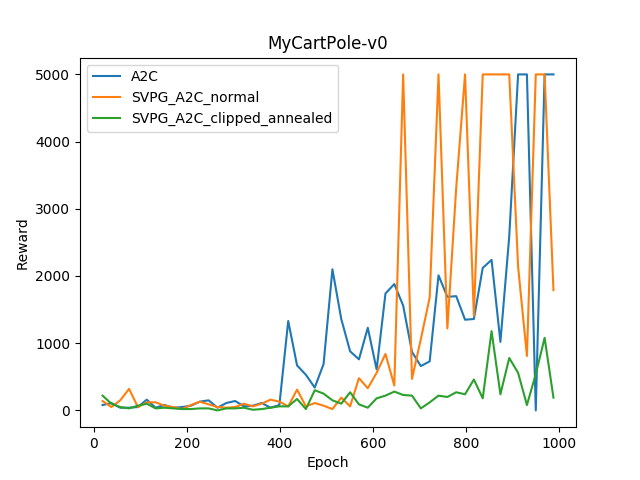 MyCartPole-v0
A2C
SVPG_A2C_normal
SVPG_A2C_clipped_annealed
Reward
5000
4000
3000
2000
1000
0
0 200 400 600 800 1000
Epoch